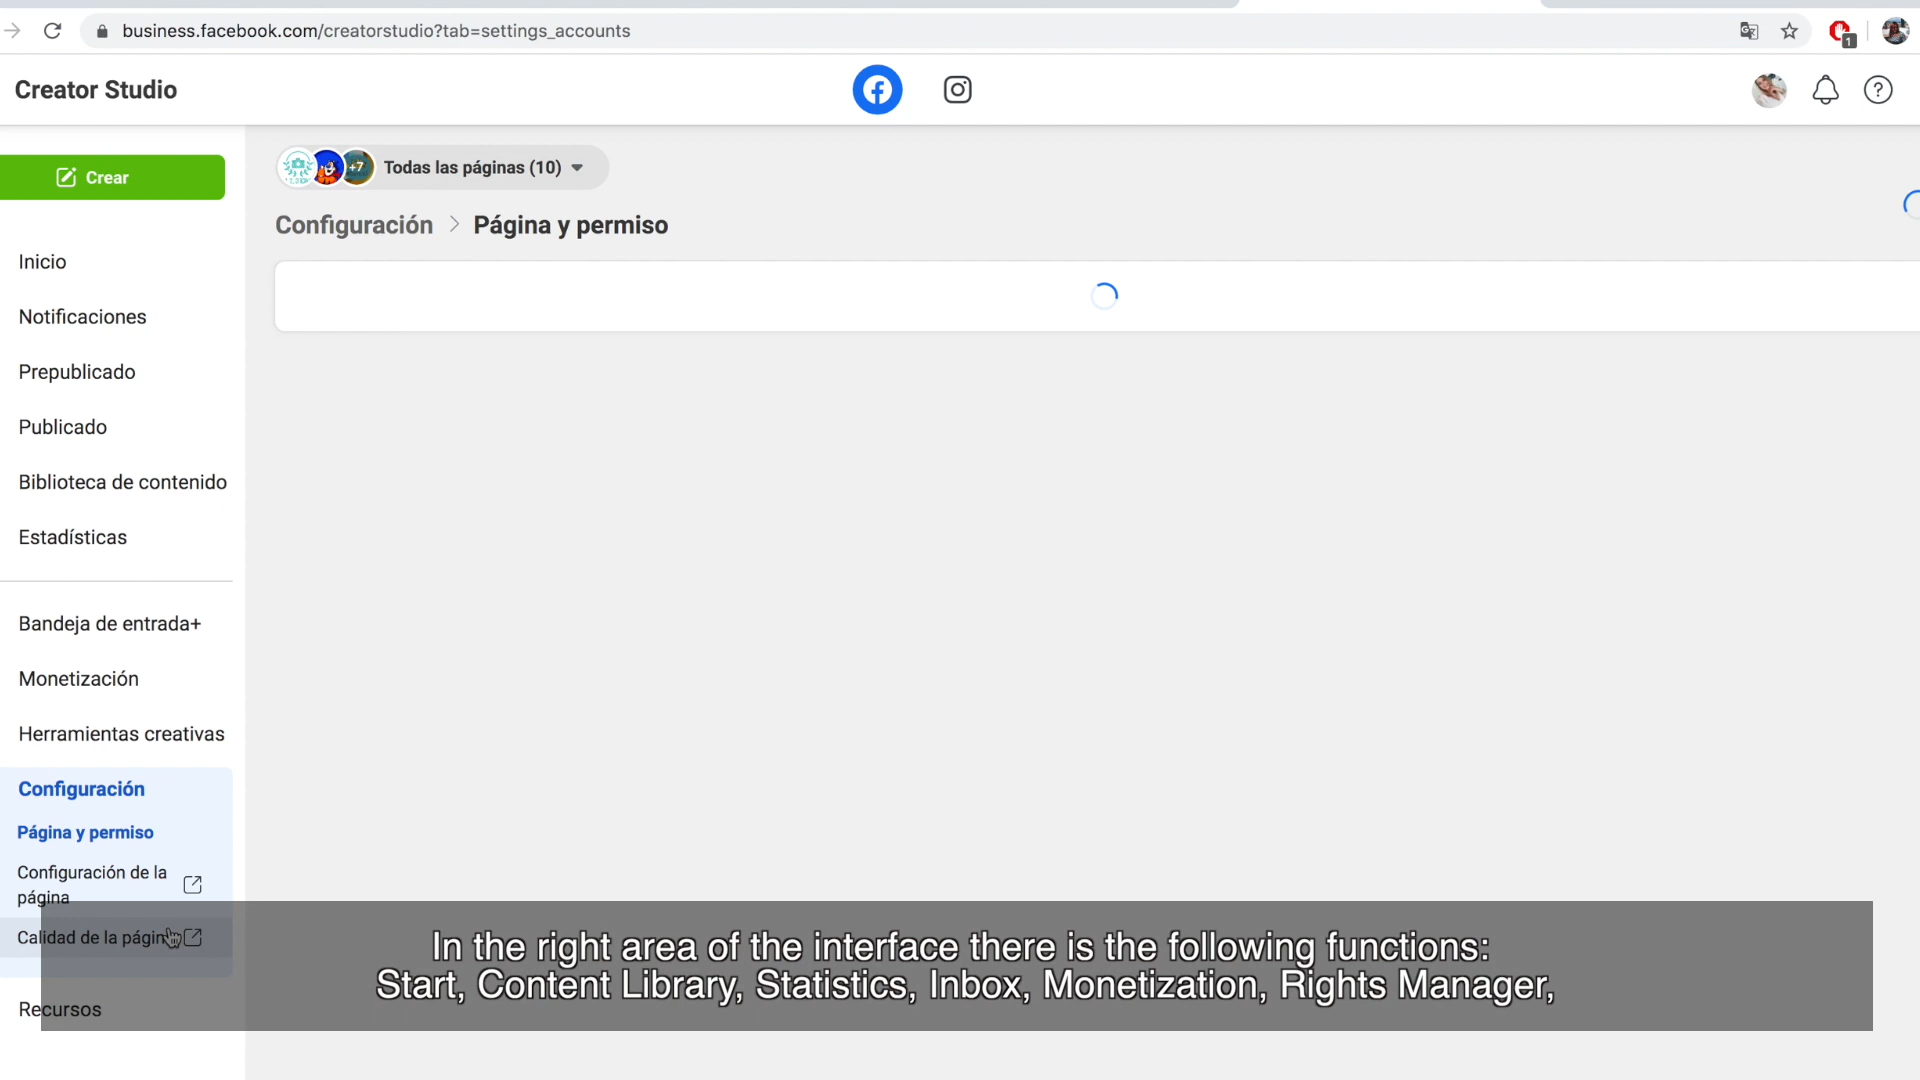 business.facebook.com/creatorstudio?tab=settings_accounts
1
Creator Studio
Crear
+7
Todas las páginas (10)
Configuración > Página y permiso
Inicio
Notificaciones
Prepublicado
Publicado
Biblioteca de contenido
Estadísticas
Bandeja de entrada+
Monetización
Herramientas creativas
Configuración
Página y permiso
Configuración de la
página
Calidad de la págin
Recursos
In the right area of the interface there is the following functions:
Start, Content Library, Statistics, Inbox, Monetization, Rights Manager,